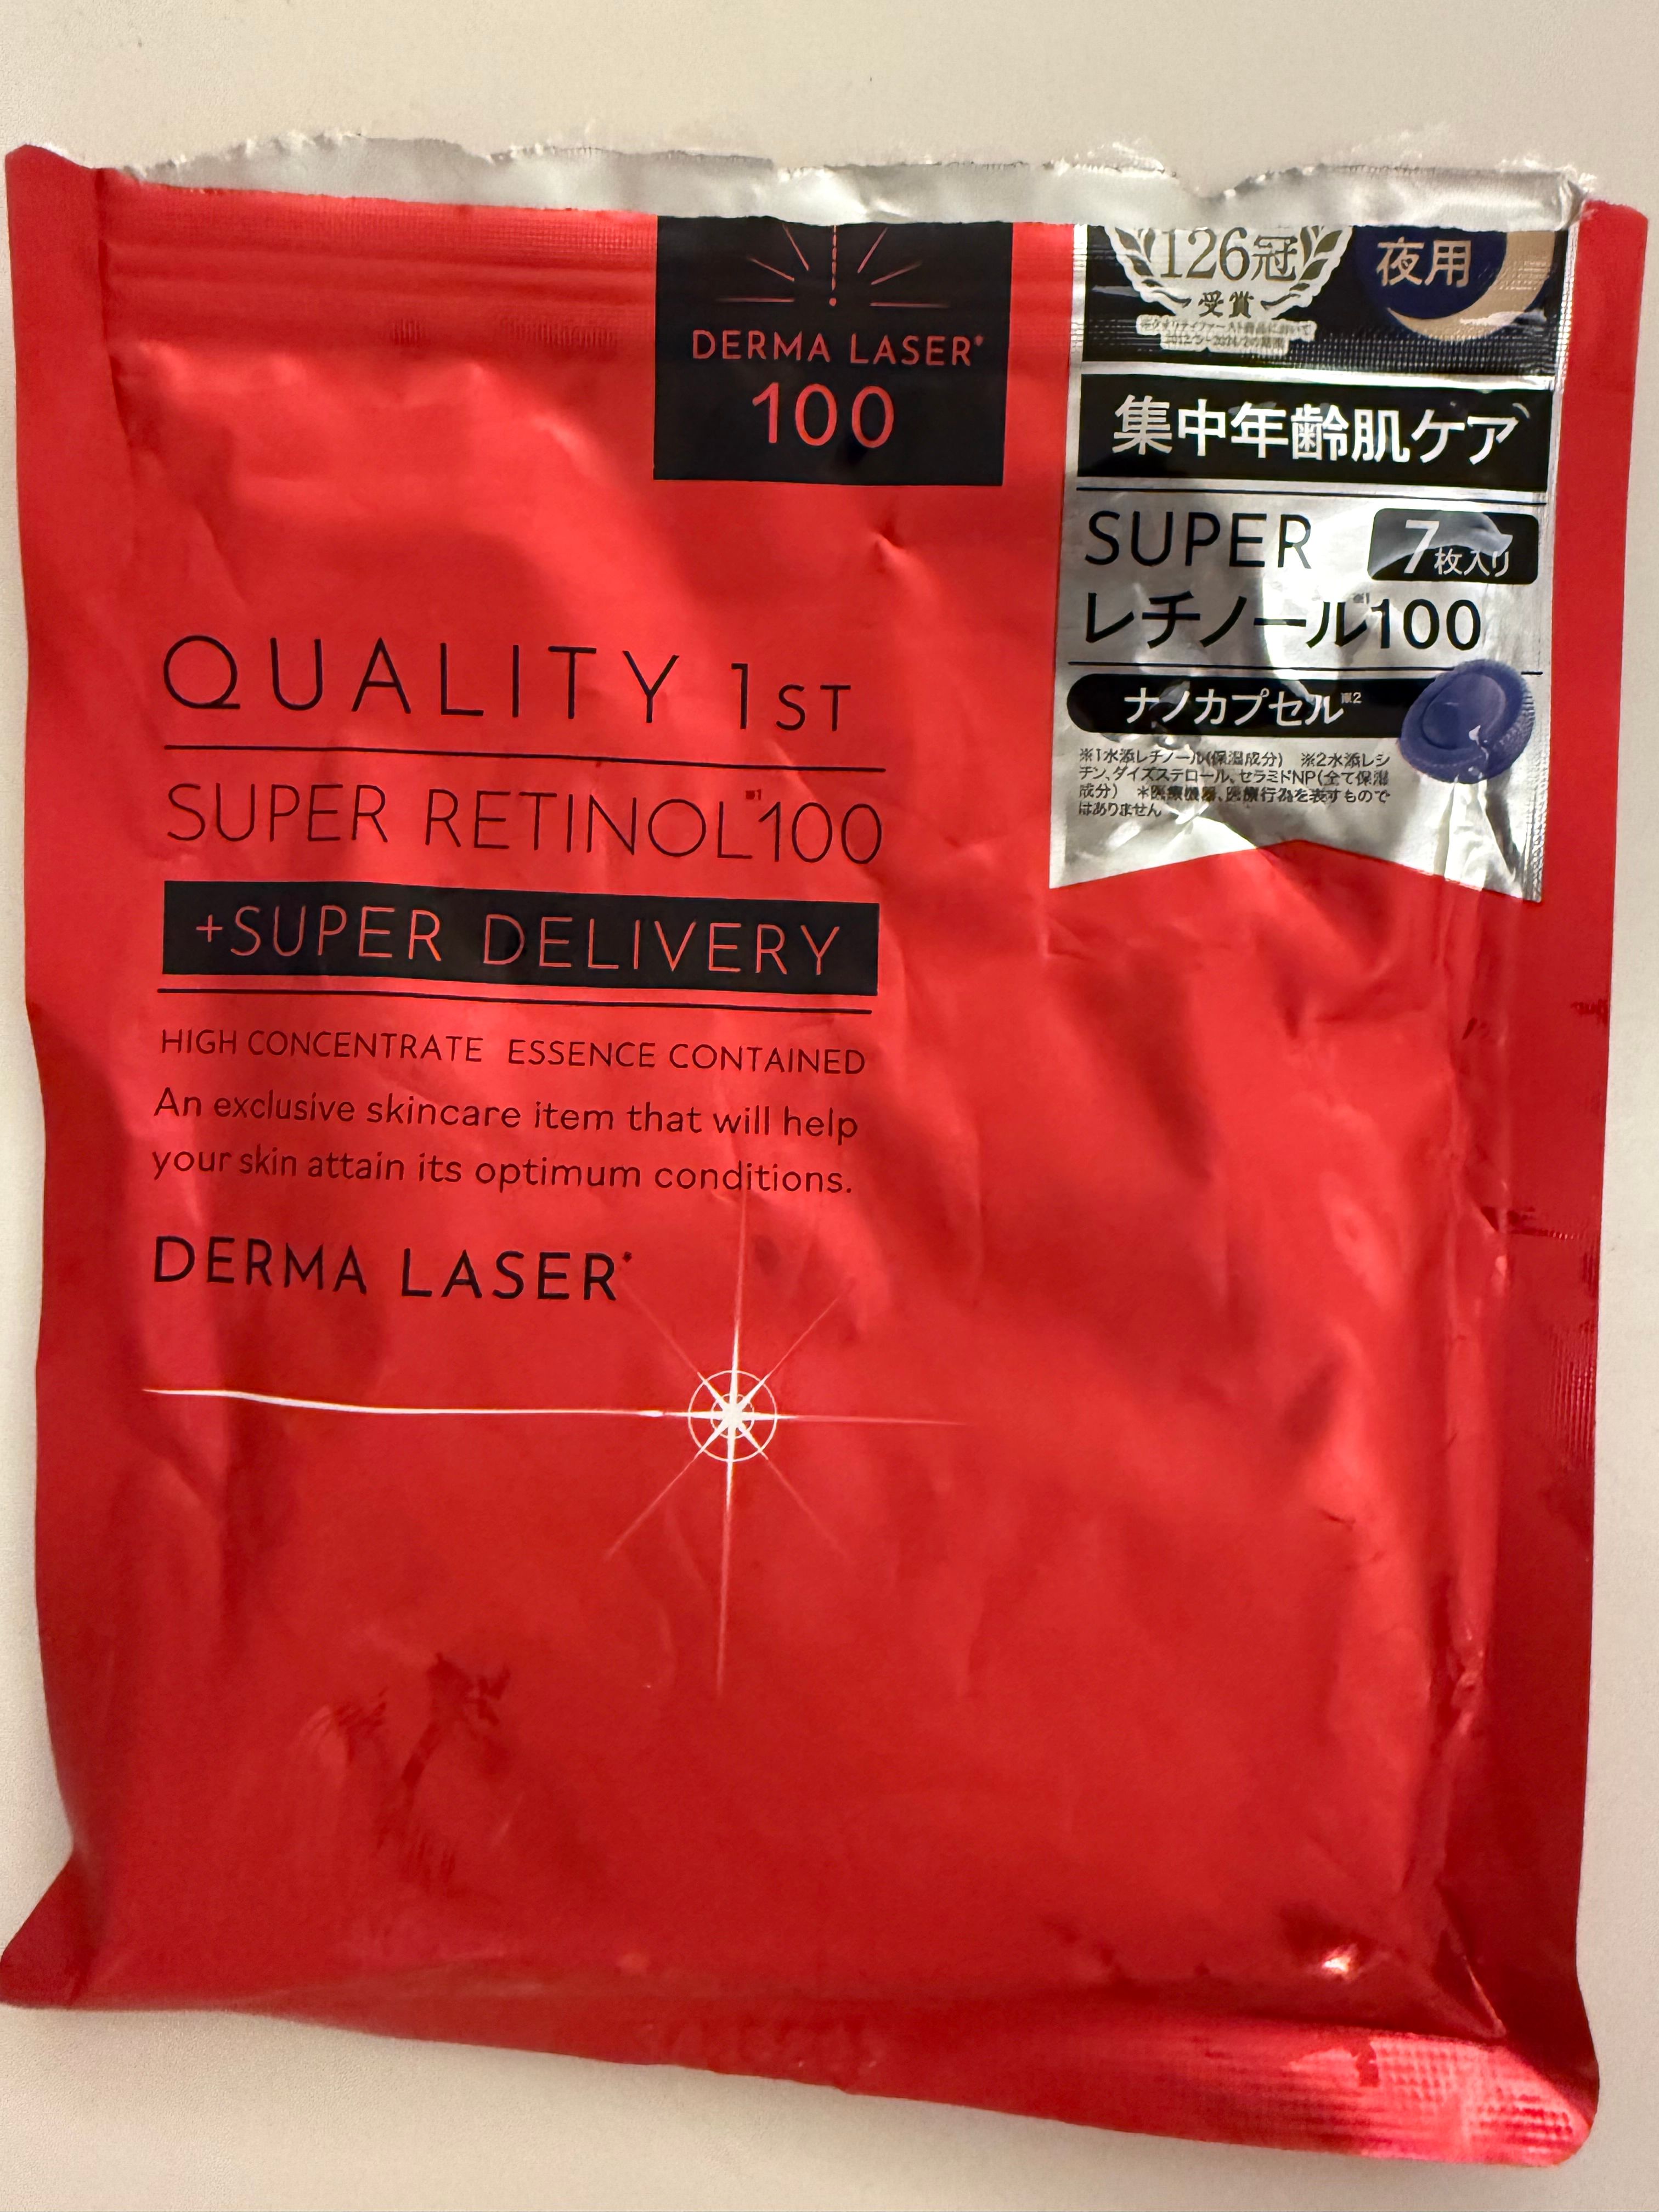 DERMA LASER*
100
126冠
受賞
夜用
集中年齢肌ケア
SUPER
7枚入り
レチノール※1100
ナノカプセル※2
※1水添レチノール(保湿成分) ※2水添レシ
チン、ダイズステロール、セラミドNP(全て保湿
成分) *医療機器、医療行為を表すもので
はありません
QUALITY 1ST
SUPER RETINOL※1100
+SUPER DELIVERY
HIGH CONCENTRATE ESSENCE CONTAINED
An exclusive skincare item that will help
your skin attain its optimum conditions.
DERMA LASER*